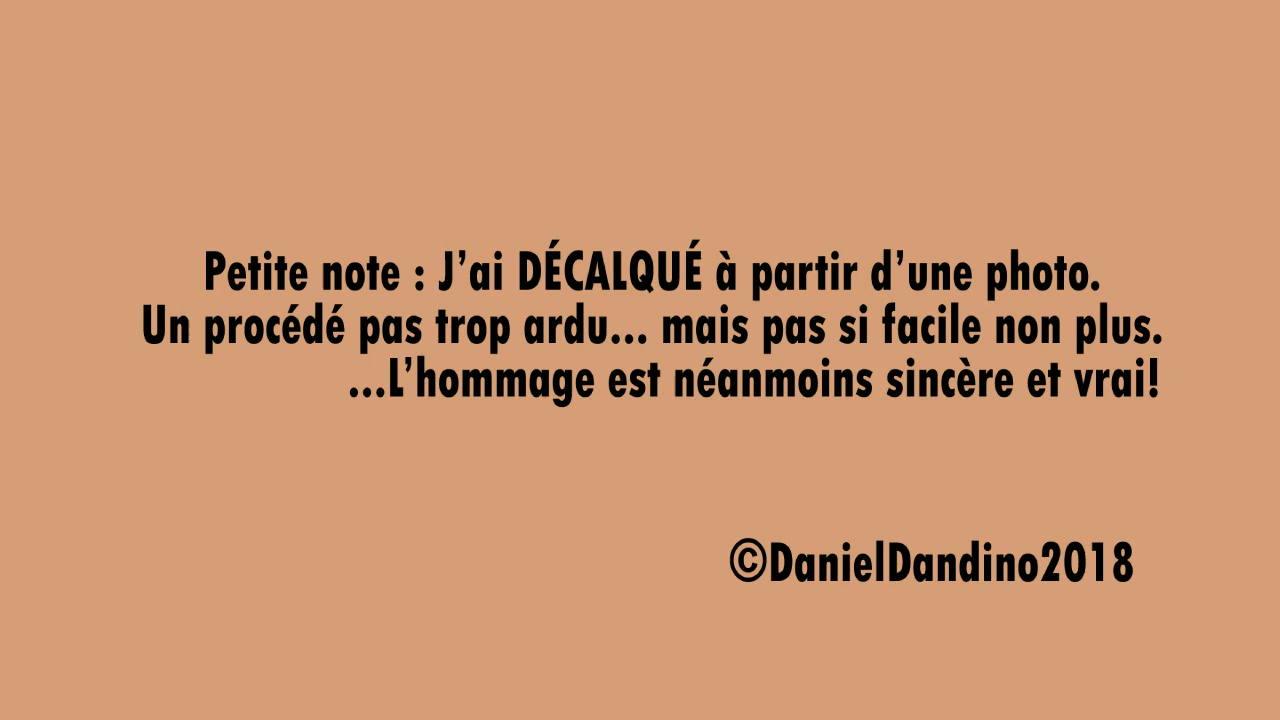 Petite note : J’ai DÉCALQUÉ à partir d’une photo.
Un procédé pas trop ardu... mais pas si facile non plus.
...L’hommage est néanmoins sincère et vrai!
©DanielDandino2018